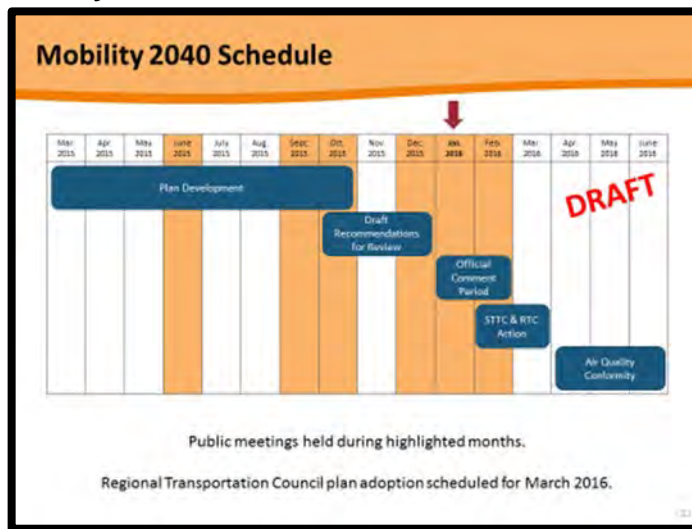 Mobility 2040 Schedule
Mar. Apr. May June July Aug. Sept. Oct. Nov. Dec. Jan. Feb. Mar. Apr. May June
2015 2015 2015 2015 2015 2015 2015 2015 2015 2015 2016 2016 2016 2016 2016 2016
DRAFT
Plan Development
Draft
Recommendations
for Review
Official
Comment
Period
STTC & RTC
Action
Air Quality
Conformity
Public meetings held during highlighted months.
Regional Transportation Council plan adoption scheduled for March 2016.